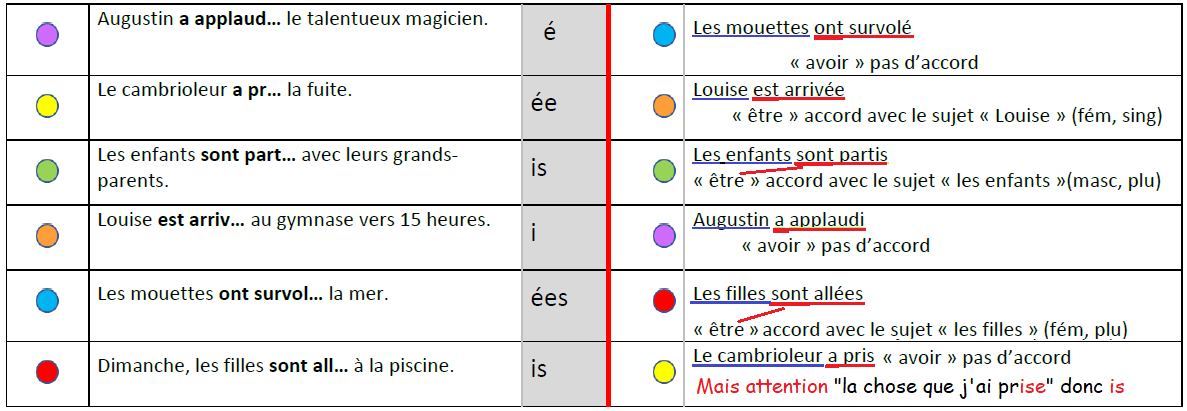 Augustin a applaud... le talentueux magicien.
é
Les mouettes ont survolé
« avoir » pas d'accord
Le cambrioleur a pr... la fuite.
ée
Louise est arrivée
« être » accord avec le sujet « Louise » (fém, sing)
Les enfants sont part... avec leurs grands-
parents.
is
Les enfants sont partis
« être » accord avec le sujet « les enfants »(masc, plu)
Louise est arriv... au gymnase vers 15 heures.
i
Augustin a applaudi
« avoir » pas d'accord
Les mouettes ont survol... la mer.
ées
Les filles sont allées
« être » accord avec le sujet « les filles » (fém, plu)
Dimanche, les filles sont all... à la piscine.
is
Le cambrioleur a pris « avoir » pas d'accord
Mais attention "la chose que j'ai prise" donc is